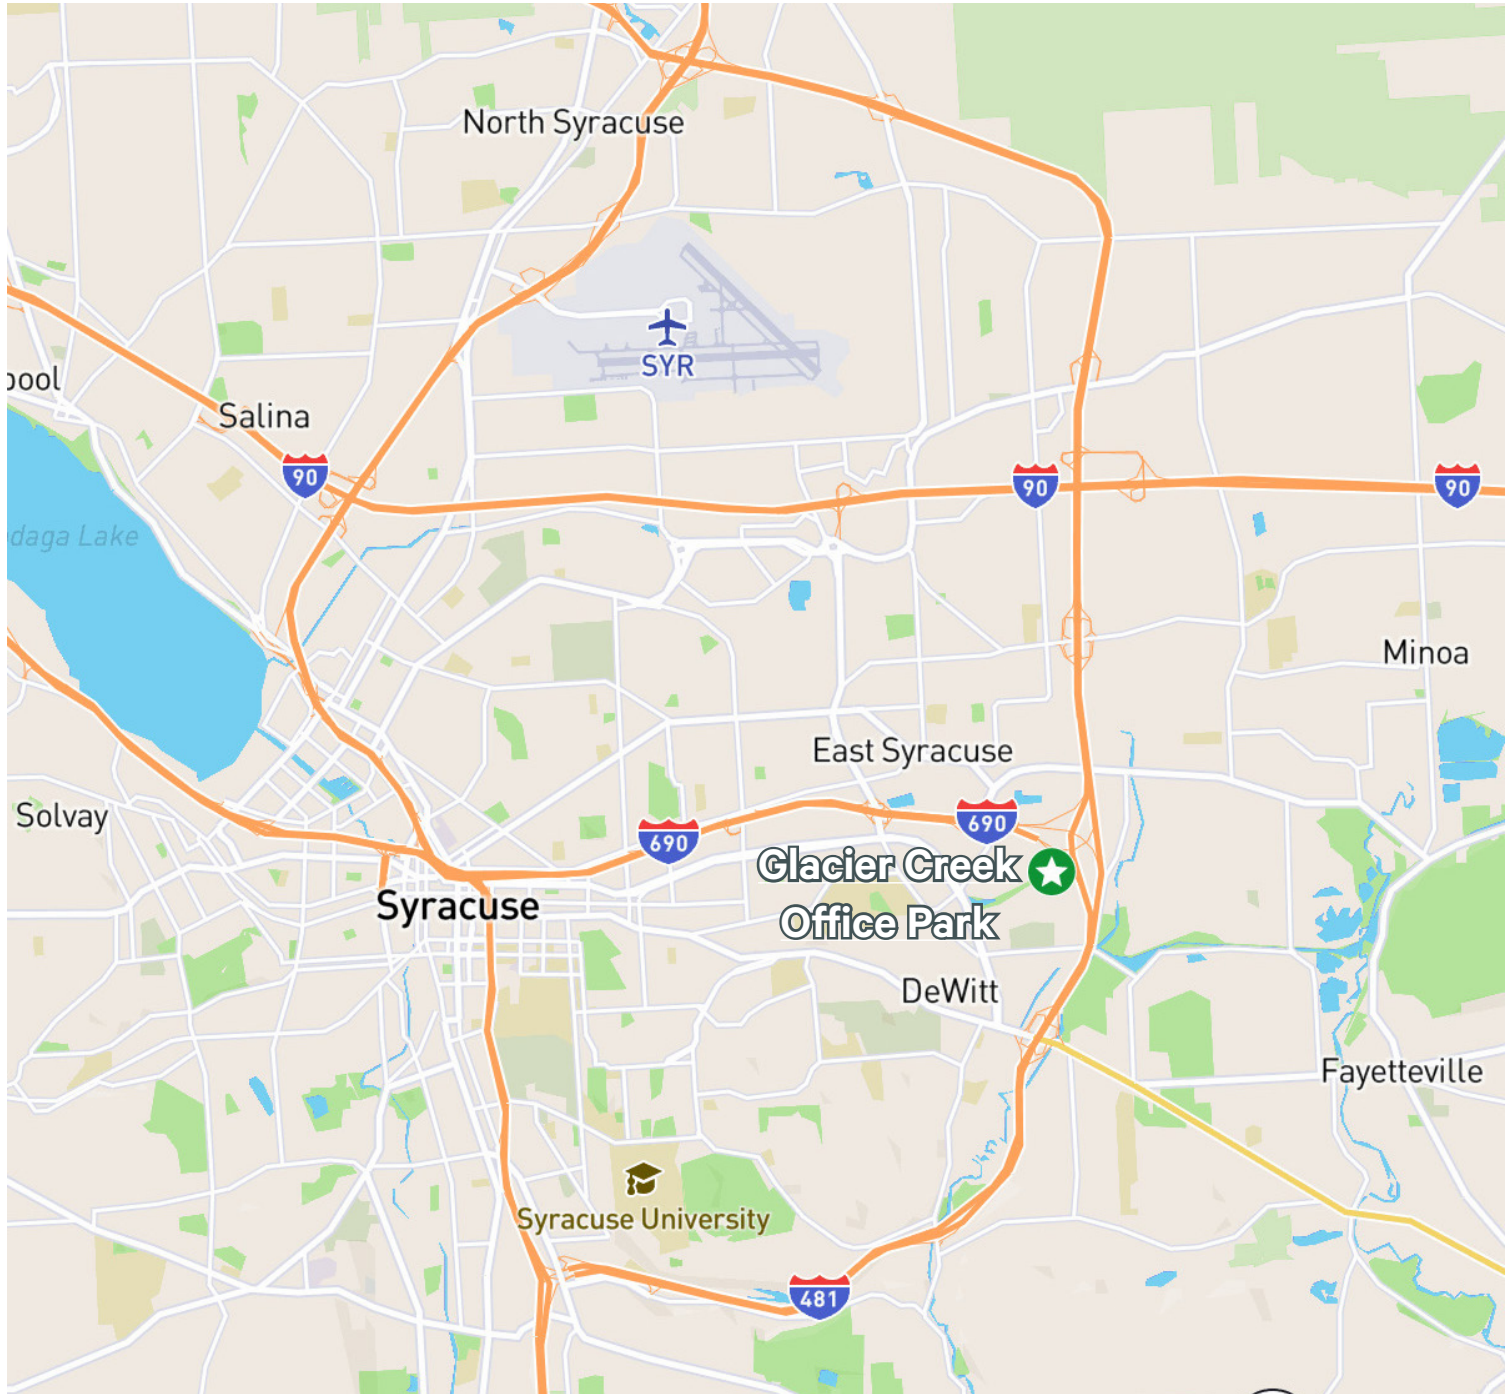 North Syracuse
SYR
pool
Salina
90
90
90
daga Lake
Minoa
East Syracuse
Solvay
690
690
Glacier Creek
Office Park
Syracuse
DeWitt
Fayetteville
Syracuse University
481